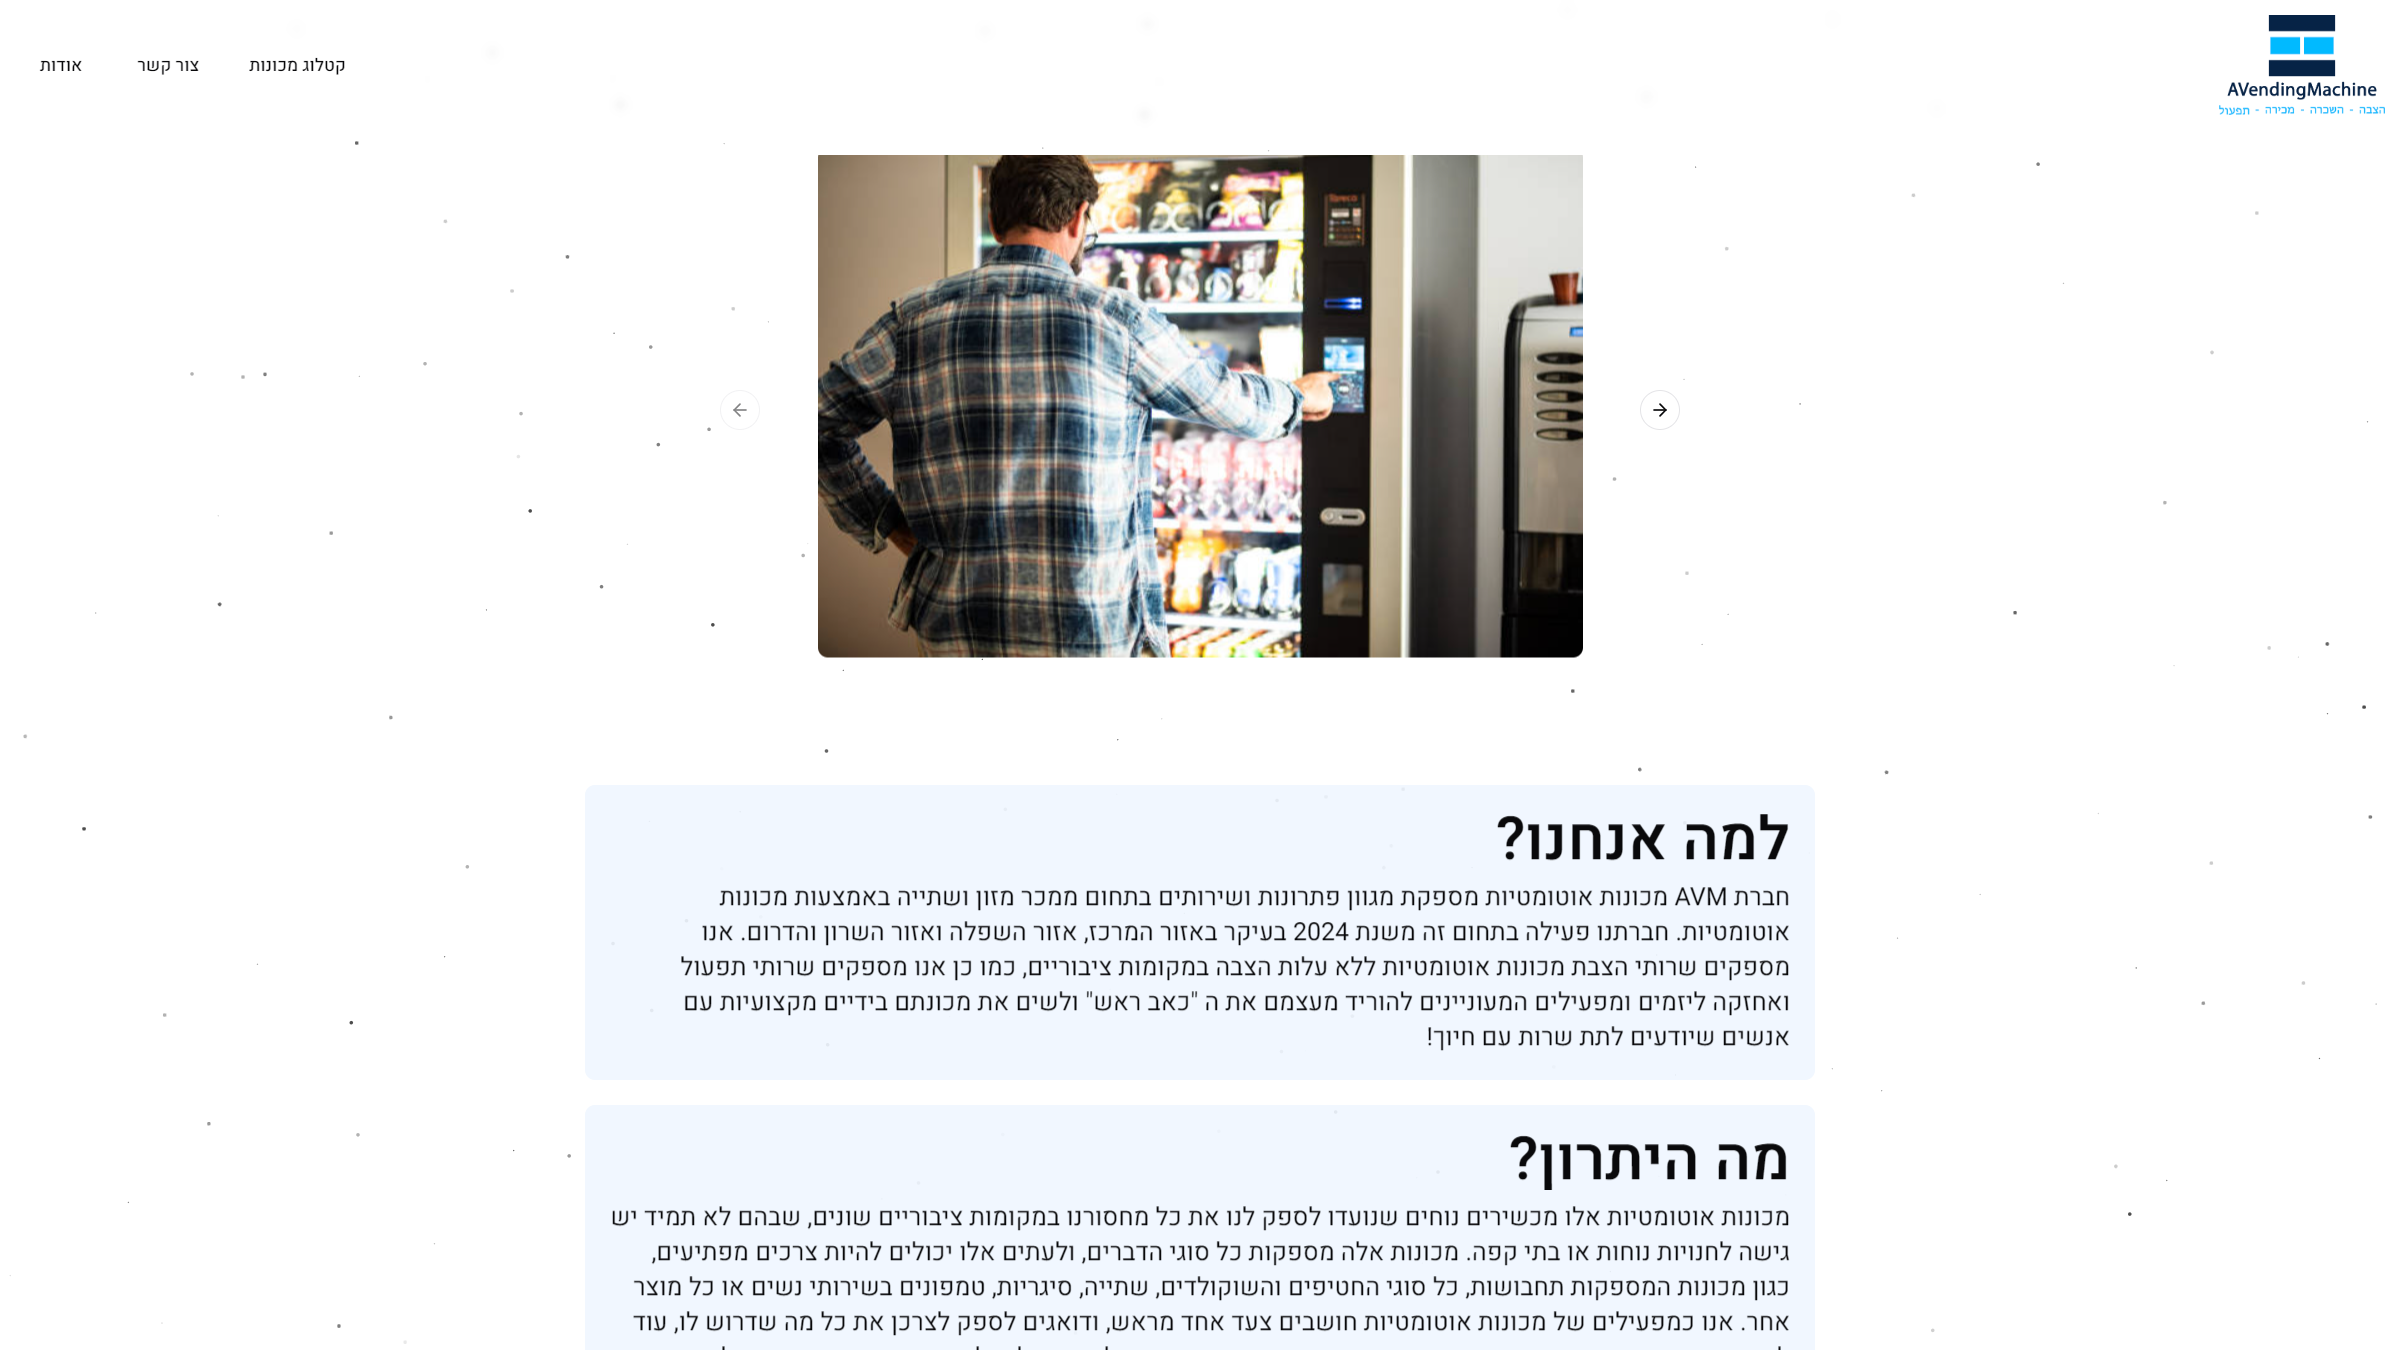 AVendingMachine
הצבה - השכרה - מכירה - תפעול
קטלוג מכונות
צור קשר
אודות
למה אנחנו?
חברת AVM מכונות אוטומטיות מספקת מגוון פתרונות ושירותים בתחום ממכר מזון ושתייה באמצעות מכונות
אוטומטיות. חברתנו פעילה בתחום זה משנת 2024 בעיקר באזור המרכז, אזור השפלה ואזור השרון והדרום. אנו
מספקים שרותי הצבת מכונות אוטומטיות ללא עלות הצבה במקומות ציבוריים, כמו כן אנו מספקים שרותי תפעול
ואחזקה ליזמים ומפעילים המעוניינים להוריד מעצמם את ה "כאב ראש" ולשים את מכונתם בידיים מקצועיות עם
אנשים שיודעים לתת שרות עם חיוך!
מה היתרון?
מכונות אוטומטיות אלו מכשירים נוחים שנועדו לספק לנו את כל מחסורנו במקומות ציבוריים שונים, שבהם לא תמיד יש
גישה לחנויות נוחות או בתי קפה. מכונות אלה מספקות כל סוגי הדברים, ולעתים אלו יכולים להיות צרכים מפתיעים,
כגון מכונות המספקות תחבושות, כל סוגי החטיפים והשוקולדים, שתייה, סיגריות, טמפונים בשירותי נשים או כל מוצר
אחר. אנו כמפעילים של מכונות אוטומטיות חושבים צעד אחד מראש, ודואגים לספק לצרכן את כל מה שדרוש לו, עוד